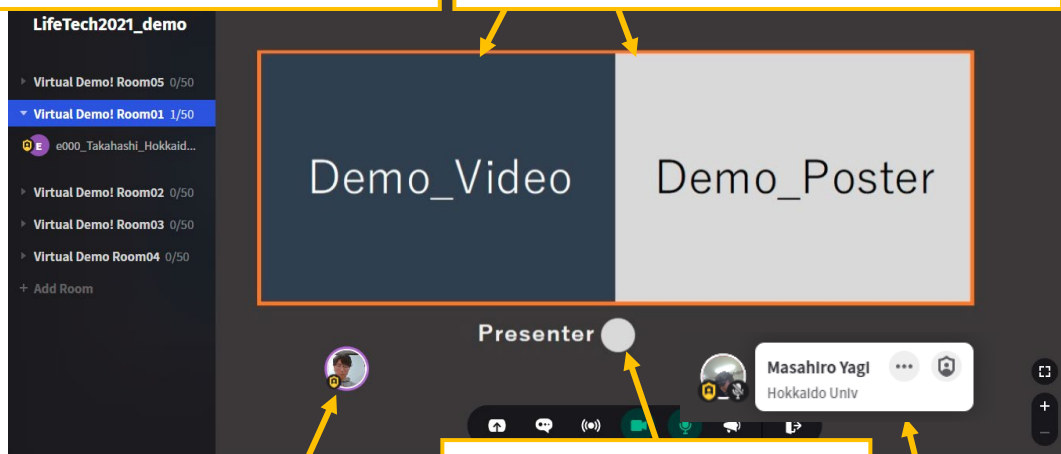 LifeTech2021_demo
Virtual Demo! Room05 0/50
Virtual Demo! Room01 1/50
E e000_Takahashi_Hokkaid...
Virtual Demo! Room02 0/50
Virtual Demo! Room03 0/50
Virtual Demo Room04 0/50
+ Add Room
Demo_Video
Demo_Poster
Presenter
MasahIro YagI
Hokkaido Univ